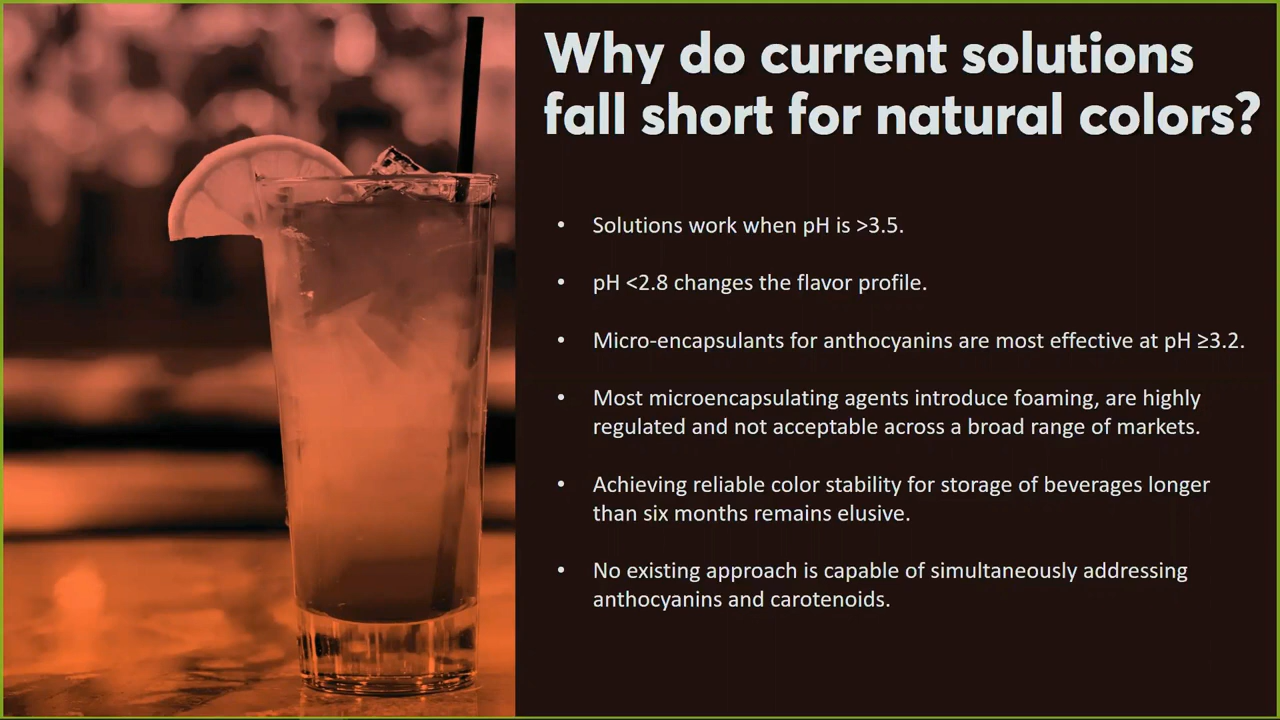 Why do current solutions
fall short for natural colors?
• Solutions work when pH is >3.5.
• pH <2.8 changes the flavor profile.
• Micro-encapsulants for anthocyanins are most effective at pH ≥3.2.
• Most microencapsulating agents introduce foaming, are highly
regulated and not acceptable across a broad range of markets.
• Achieving reliable color stability for storage of beverages longer
than six months remains elusive.
• No existing approach is capable of simultaneously addressing
anthocyanins and carotenoids.